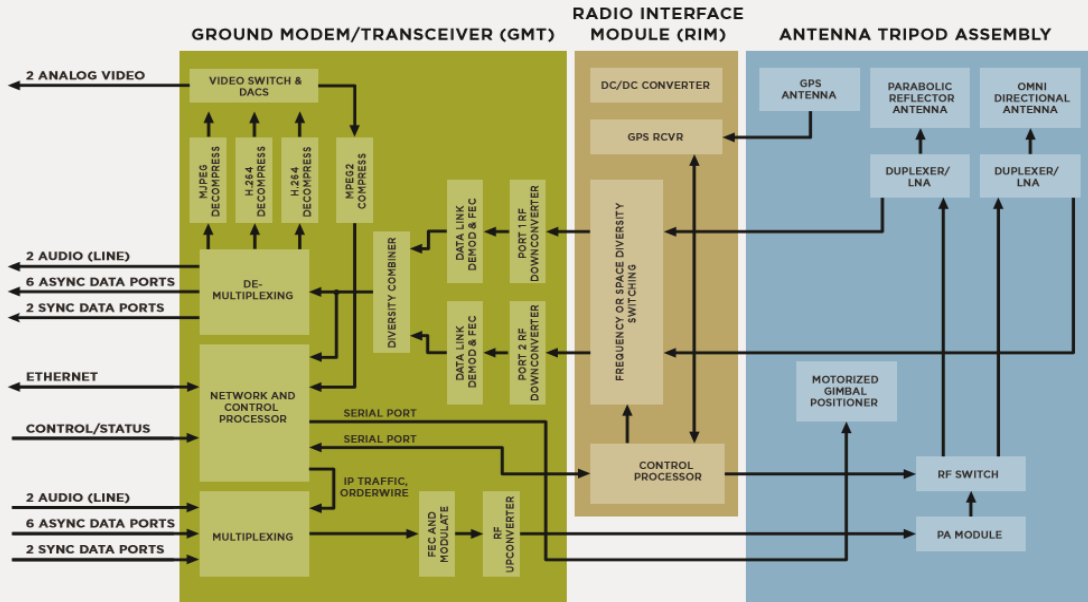 GROUND MODEM/TRANSCEIVER (GMT)
RADIO INTERFACE
MODULE (RIM)
ANTENNA TRIPOD ASSEMBLY
2 ANALOG VIDEO
VIDEO SWITCH &
DACS
MJPEG
DECOMPRESS
H.264
DECOMPRESS
H.264
DECOMPRESS
MPEG2
COMPRESS
2 AUDIO (LINE)
6 ASYNC DATA PORTS
2 SYNC DATA PORTS
DE-
MULTIPLEXING
DIVERSITY COMBINER
DATA LINK
DEMOD & FEC
PORT 1 RF
DOWNCONVERTER
DATA LINK
DEMOD & FEC
PORT 2 RF
DOWNCONVERTER
ETHERNET
CONTROL/STATUS
NETWORK AND
CONTROL
PROCESSOR
SERIAL PORT
SERIAL PORT
IP TRAFFIC,
ORDERWIRE
2 AUDIO (LINE)
6 ASYNC DATA PORTS
2 SYNC DATA PORTS
MULTIPLEXING
FEC AND
MODULATE
RF
UPCONVERTER
DC/DC CONVERTER
GPS RCVR
FREQUENCY OR SPACE DIVERSITY
SWITCHING
CONTROL
PROCESSOR
GPS
ANTENNA
PARABOLIC
REFLECTOR
ANTENNA
OMNI
DIRECTIONAL
ANTENNA
DUPLEXER/
LNA
DUPLEXER/
LNA
MOTORIZED
GIMBAL
POSITIONER
RF SWITCH
PA MODULE